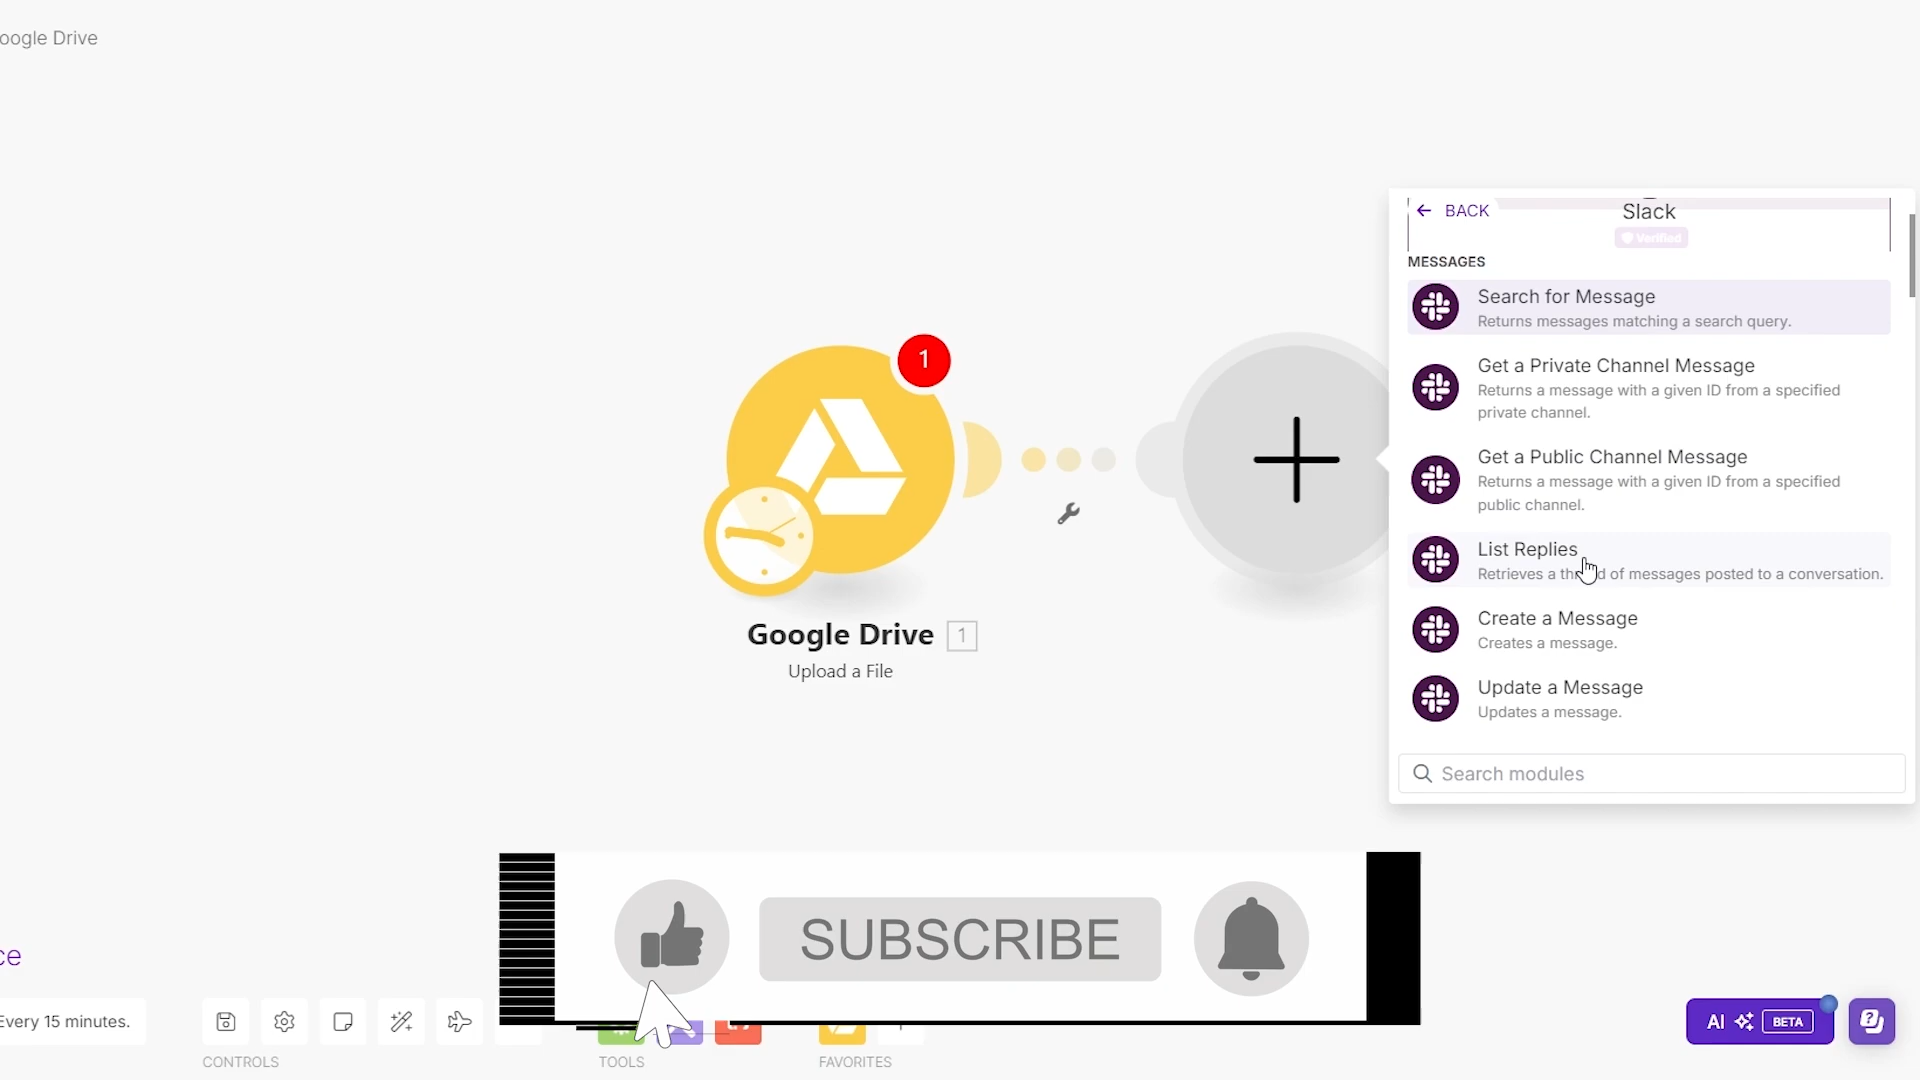 oogle Drive
BACK
Slack
Verified
MESSAGES
Search for Message
Returns messages matching a search query.
Get a Private Channel Message
Returns a message with a given ID from a specified
private channel.
Get a Public Channel Message
Returns a message with a given ID from a specified
public channel.
List Replies
Retrieves a th d of messages posted to a conversation.
Create a Message
Creates a message.
Update a Message
Updates a message.
Search modules
1
Google Drive 1
Upload a File
SUBSCRIBE
ce
Every 15 minutes.
CONTROLS
TOOLS
FAVORITES
AI BETA